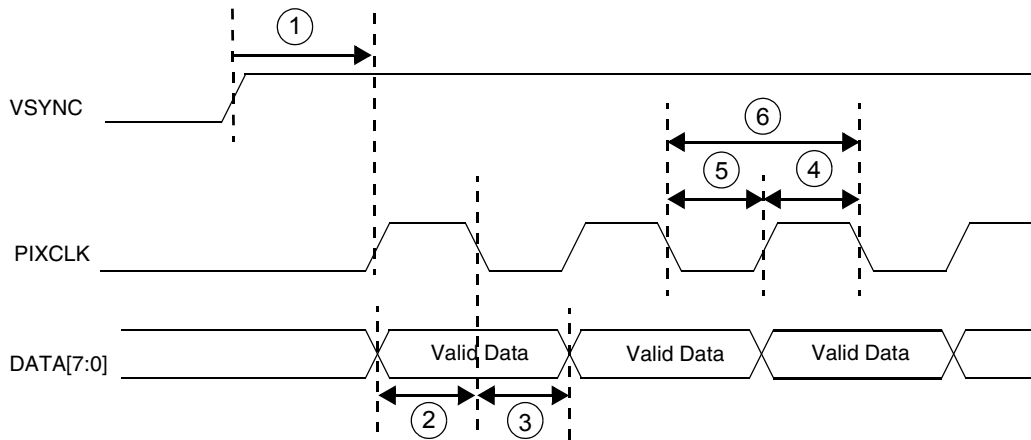 ①
VSYNC
⑥
⑤ ④
PIXCLK
DATA[7:0] Valid Data Valid Data Valid Data
② ③